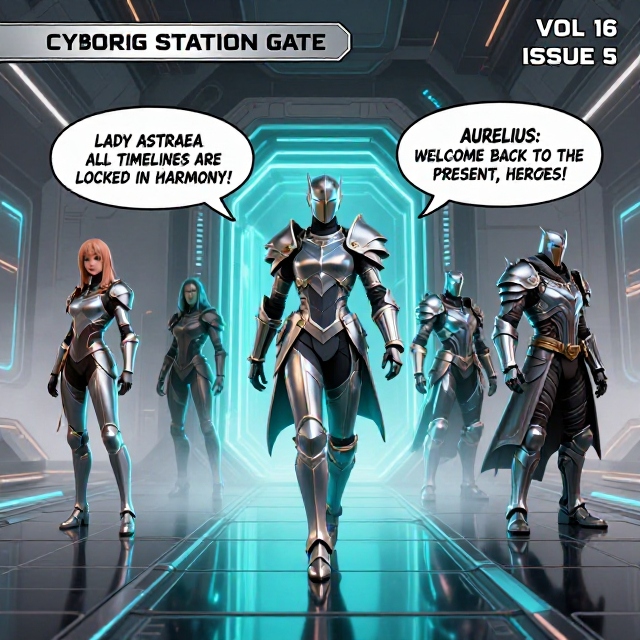 CYBORIG STATION GATE
VOL 16
ISSUE 5
LADY ASTRAEA
ALL TIMELINES ARE
LOCKED IN HARMONY!
AURELIUS:
WELCOME BACK TO THE
PRESENT, HEROES!